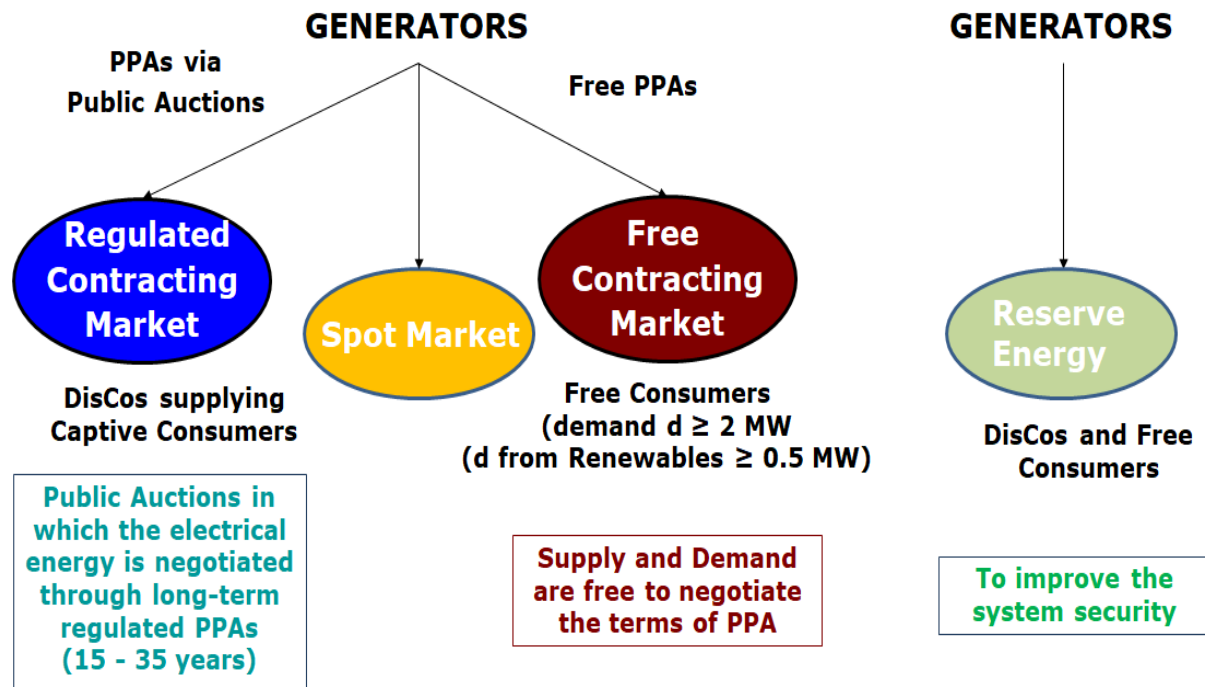 GENERATORS
PPAs via
Public Auctions
Free PPAs
Regulated
Contracting
Market
Spot Market
Free
Contracting
Market
DisCos supplying
Captive Consumers
Free Consumers
(demand d ≥ 2 MW
(d from Renewables ≥ 0.5 MW)
Public Auctions in
which the electrical
energy is negotiated
through long-term
regulated PPAs
(15 - 35 years)
Supply and Demand
are free to negotiate
the terms of PPA
GENERATORS
Reserve
Energy
DisCos and Free
Consumers
To improve the
system security